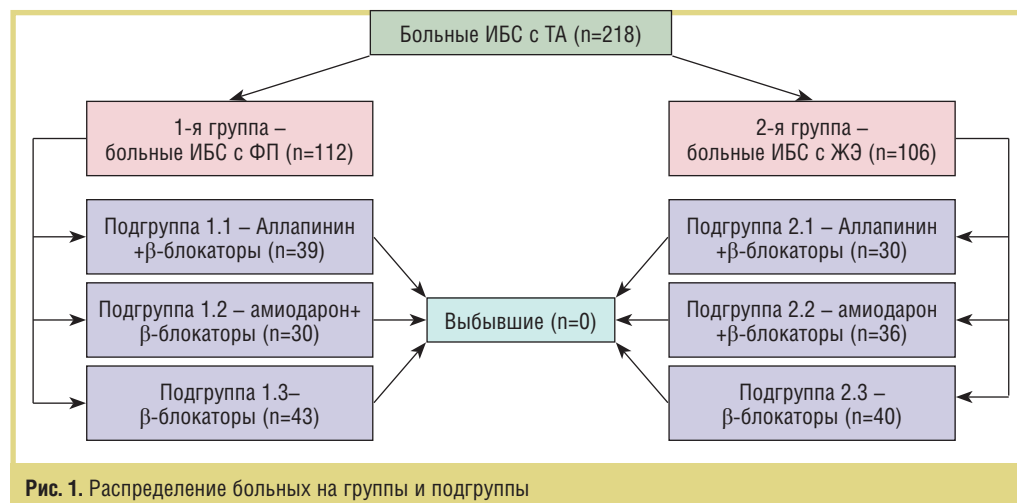 Больные ИБС с ТА (n=218)
1-я группа –
больные ИБС с ФП (n=112)
2-я группа –
больные ИБС с ЖЭ (n=106)
Подгруппа 1.1 – Аллапинин
+β-блокаторы (n=39)
Подгруппа 2.1 – Аллапинин
+β-блокаторы (n=30)
Подгруппа 1.2 – амиодарон+
β-блокаторы (n=30)
Выбывшие (n=0)
Подгруппа 2.2 – амиодарон
+β-блокаторы (n=36)
Подгруппа 1.3–
β-блокаторы (n=43)
Подгруппа 2.3 –
β-блокаторы (n=40)
Рис. 1. Распределение больных на группы и подгруппы